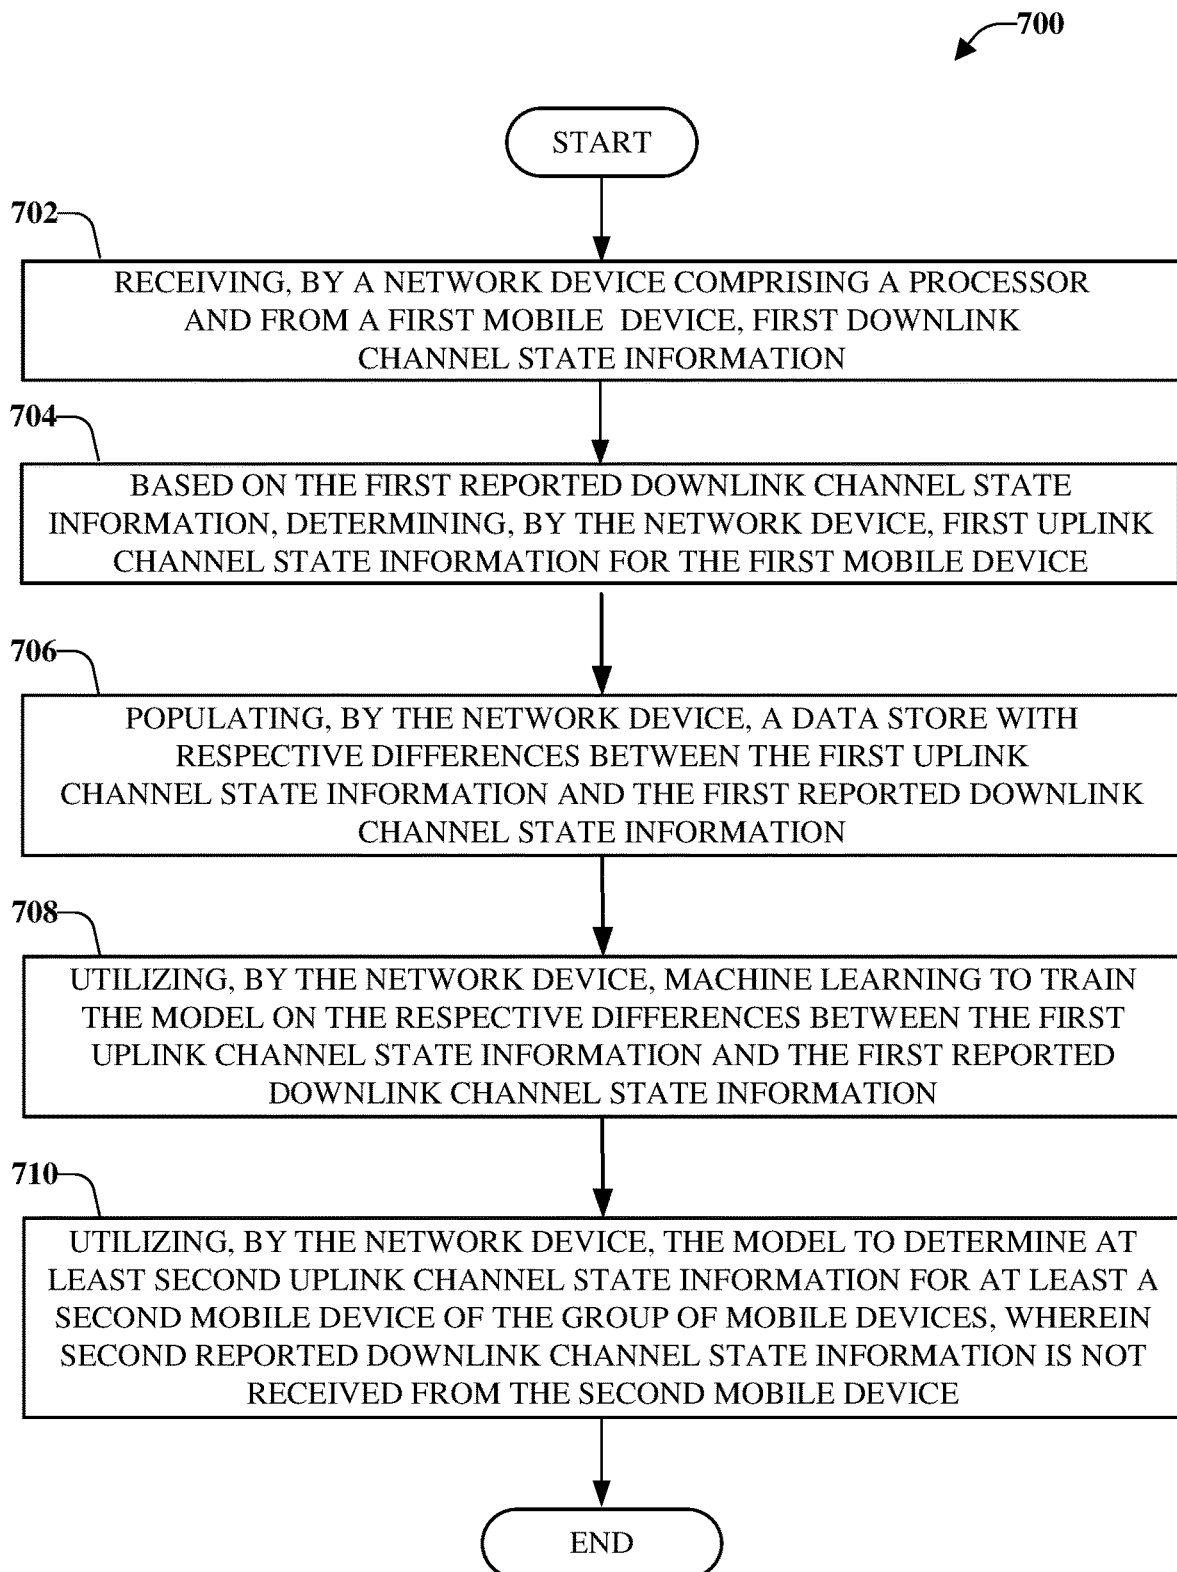 700
START
702
RECEIVING, BY A NETWORK DEVICE COMPRISING A PROCESSOR
AND FROM A FIRST MOBILE DEVICE, FIRST DOWNLINK
CHANNEL STATE INFORMATION
704
BASED ON THE FIRST REPORTED DOWNLINK CHANNEL STATE
INFORMATION, DETERMINING, BY THE NETWORK DEVICE, FIRST UPLINK
CHANNEL STATE INFORMATION FOR THE FIRST MOBILE DEVICE
706
POPULATING, BY THE NETWORK DEVICE, A DATA STORE WITH
RESPECTIVE DIFFERENCES BETWEEN THE FIRST UPLINK
CHANNEL STATE INFORMATION AND THE FIRST REPORTED DOWNLINK
CHANNEL STATE INFORMATION
708
UTILIZING, BY THE NETWORK DEVICE, MACHINE LEARNING TO TRAIN
THE MODEL ON THE RESPECTIVE DIFFERENCES BETWEEN THE FIRST
UPLINK CHANNEL STATE INFORMATION AND THE FIRST REPORTED
DOWNLINK CHANNEL STATE INFORMATION
710
UTILIZING, BY THE NETWORK DEVICE, THE MODEL TO DETERMINE AT
LEAST SECOND UPLINK CHANNEL STATE INFORMATION FOR AT LEAST A
SECOND MOBILE DEVICE OF THE GROUP OF MOBILE DEVICES, WHEREIN
SECOND REPORTED DOWNLINK CHANNEL STATE INFORMATION IS NOT
RECEIVED FROM THE SECOND MOBILE DEVICE
END